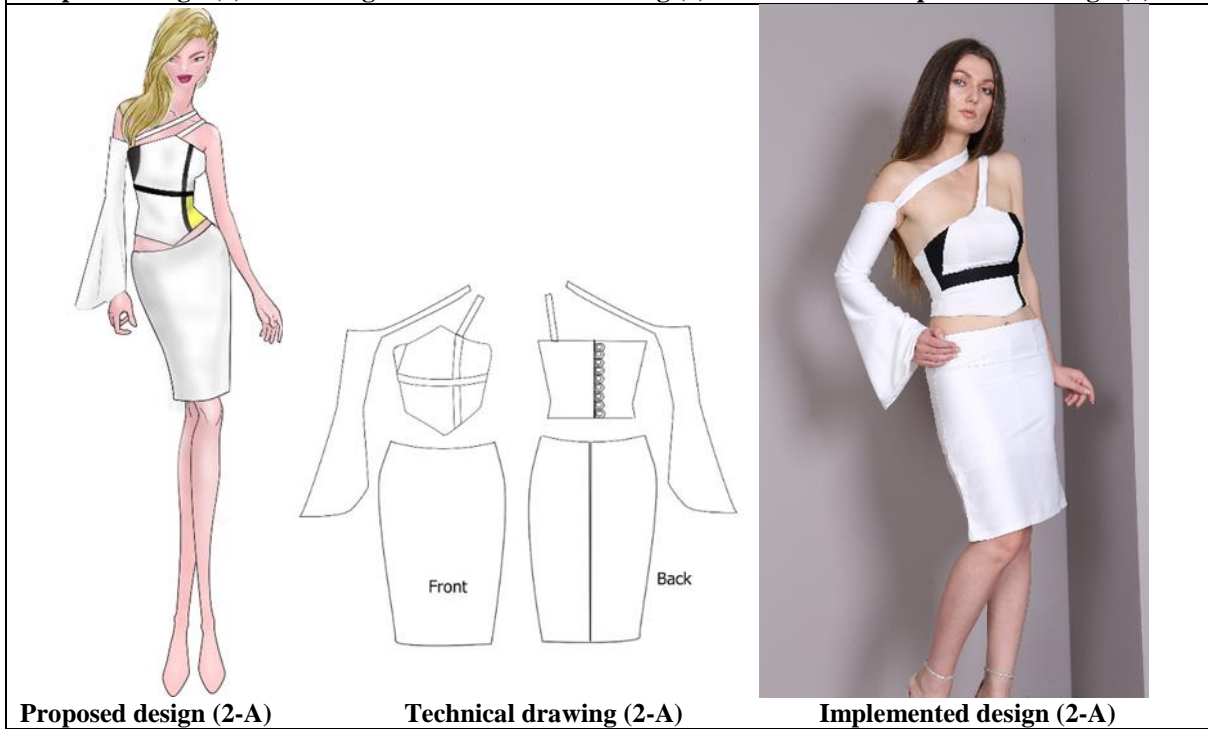 Front
Back
Proposed design (2-A) Technical drawing (2-A) Implemented design (2-A)